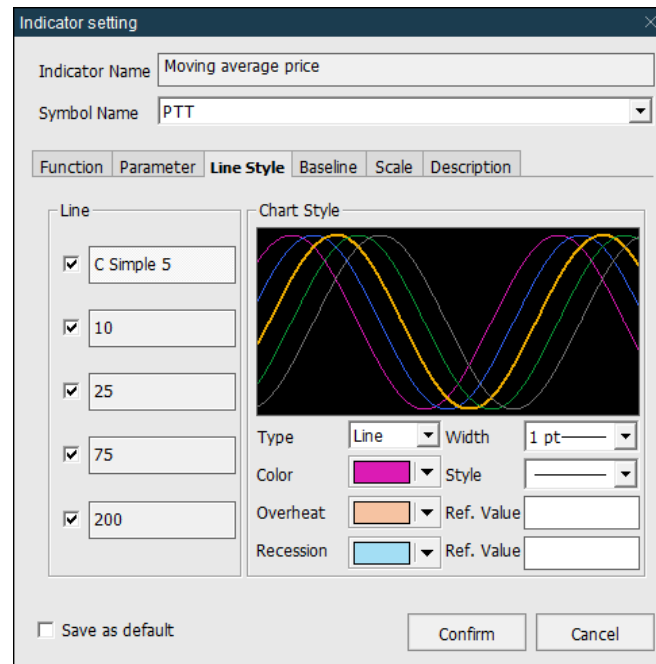 Indicator setting
Indicator Name Moving average price
Symbol Name PTT
Function Parameter Line Style Baseline Scale Description
Line
C Simple 5
10
25
75
200
Chart Style
Type Line Width 1 pt
Color Style
Overheat Ref. Value
Recession Ref. Value
Save as default Confirm Cancel